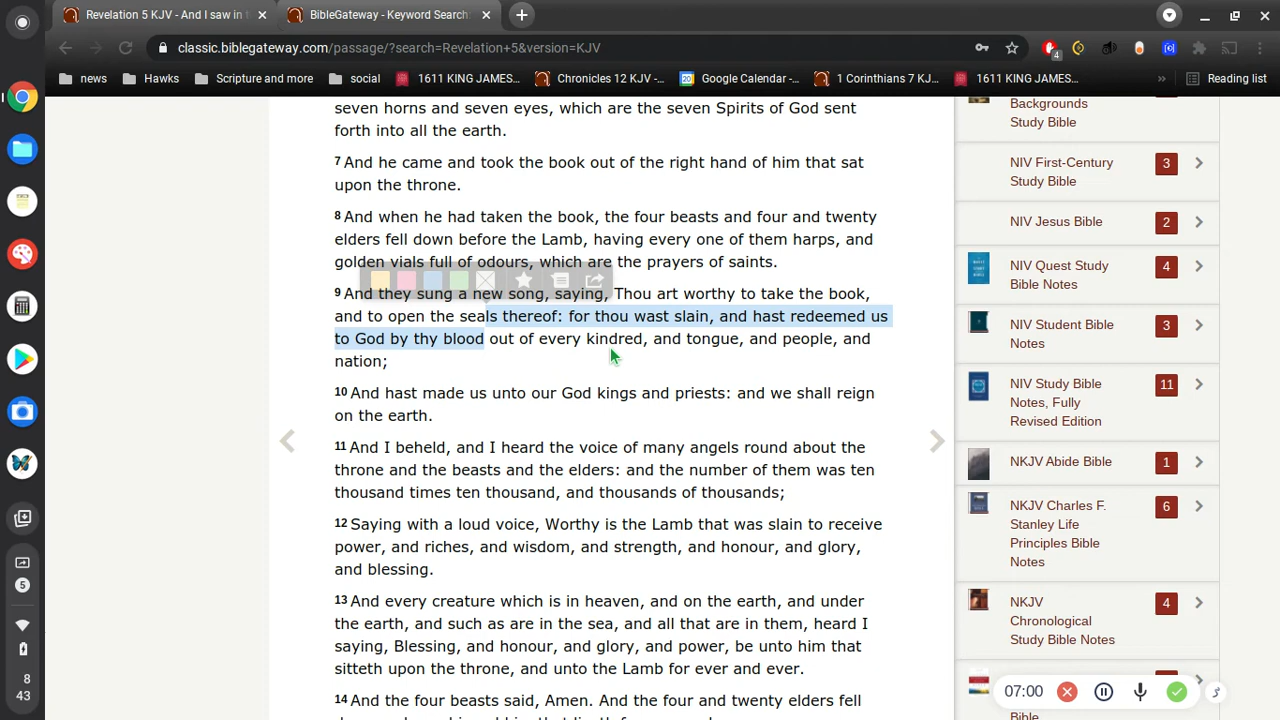 Revelation 5 KJV - And I saw in t
BibleGateway - Keyword Search:
classic.biblegateway.com/passage/?search=Revelation+5&version=KJV
4
news
Hawks
Scripture and more
social
1611 KING JAMES...
Chronicles 12 KJV -...
20
Google Calendar -...
1 Corinthians 7 KJ...
1611 KING JAMES...
»
Reading list
seven horns and seven eyes, which are the seven Spirits of God sent
forth into all the earth.
7 And he came and took the book out of the right hand of him that sat
upon the throne.
8 And when he had taken the book, the four beasts and four and twenty
elders fell down before the Lamb, having every one of them harps, and
golden vials full of odours, which are the prayers of saints.
9 And they sung a new song, saying, Thou art worthy to take the book,
and to open the seals thereof: for thou wast slain, and hast redeemed us
to God by thy blood out of every kindred, and tongue, and people, and
nation;
10 And hast made us unto our God kings and priests: and we shall reign
on the earth.
11 And I beheld, and I heard the voice of many angels round about the
throne and the beasts and the elders: and the number of them was ten
thousand times ten thousand, and thousands of thousands;
12 Saying with a loud voice, Worthy is the Lamb that was slain to receive
power, and riches, and wisdom, and strength, and honour, and glory,
and blessing.
13 And every creature which is in heaven, and on the earth, and under
the earth, and such as are in the sea, and all that are in them, heard I
saying, Blessing, and honour, and glory, and power, be unto him that
sitteth upon the throne, and unto the Lamb for ever and ever.
14 And the four beasts said, Amen. And the four and twenty elders fell
Backgrounds
Study Bible
NIV First-Century
Study Bible
3
NIV Jesus Bible
2
NIV Quest Study
Bible Notes
4
NIV Student Bible
Notes
3
NIV Study Bible
Notes, Fully
Revised Edition
11
NKJV Abide Bible
1
NKJV Charles F.
Stanley Life
Principles Bible
Notes
6
NKJV
Chronological
Study Bible Notes
4
Bible
07:00
5
8
43